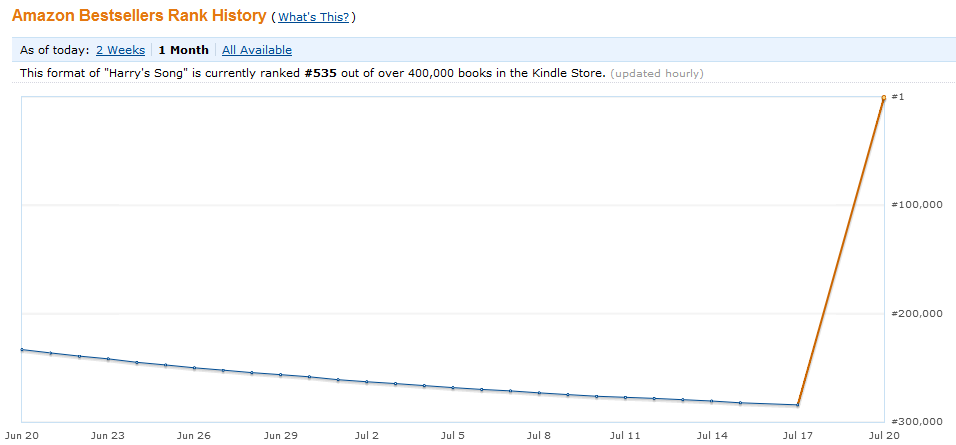 Amazon Bestsellers Rank History (What's This?)
As of today: 2 Weeks 1 Month All Available
This format of "Harry's Song" is currently ranked #535 out of over 400,000 books in the Kindle Store. (updated hourly)
#1
#100,000
#200,000
#300,000
Jun 20 Jun 23 Jun 26 Jun 29 Jul 2 Jul 5 Jul 8 Jul 11 Jul 14 Jul 17 Jul 20